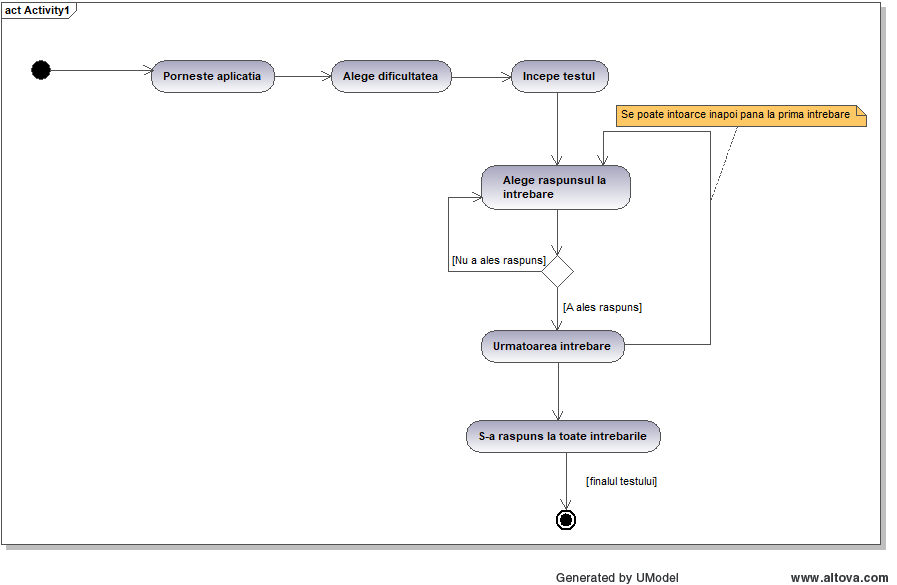 act Activity1
Porneste aplicatia
Alege dificultatea
Incepe testul
Se poate intoarce inapoi pana la prima intrebare
Alege raspunsul la
intrebare
[Nu a ales raspuns]
[A ales raspuns]
Urmatoarea intrebare
S-a raspuns la toate intrebarile
[finalul testului]
Generated by UModel
www.altova.com